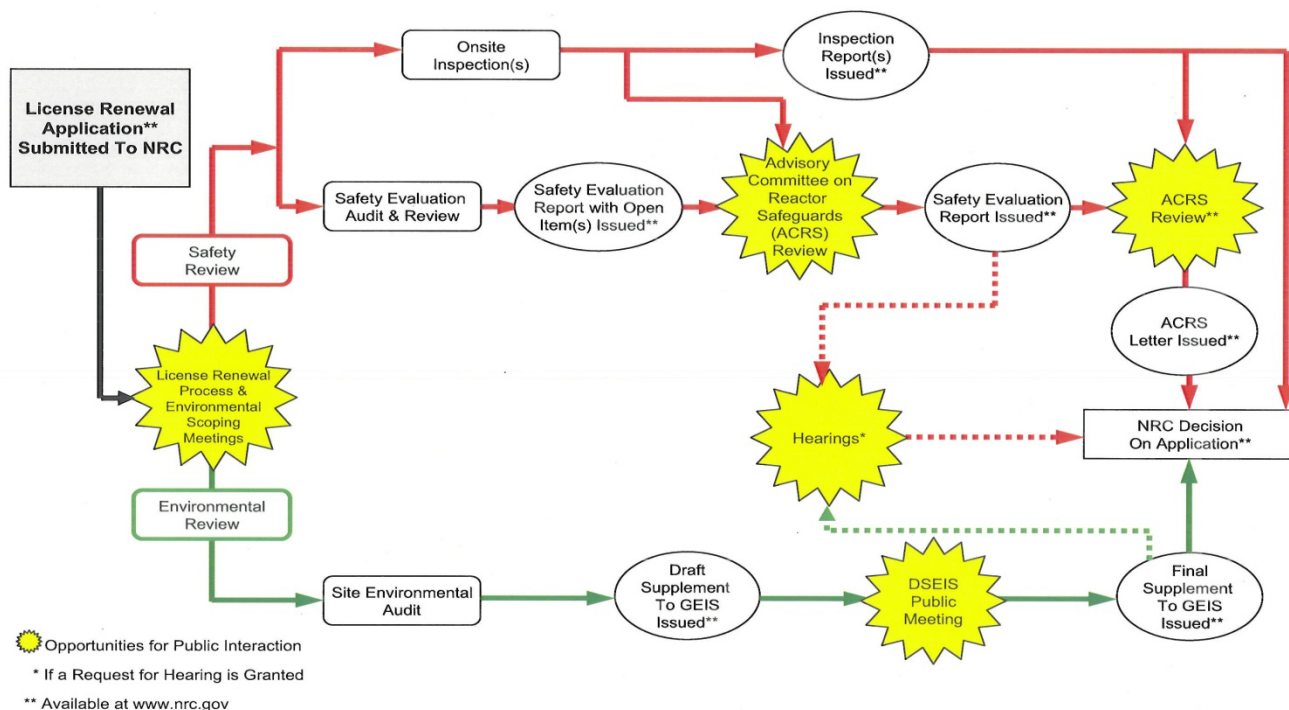 Onsite
Inspection(s)
Inspection
Report(s)
Issued**
License Renewal
Application**
Submitted To NRC
Safety Evaluation
Audit & Review
Safety Evaluation
Report with Open
Item(s) Issued**
Advisory
Committee on
Reactor
Safeguards
(ACRS)
Review
Safety Evaluation
Report Issued**
ACRS
Review**
Safety
Review
ACRS
Letter Issued**
License Renewal
Process &
Environmental
Scoping
Meetings
Hearings*
NRC Decision
On Application**
Environmental
Review
Site Environmental
Audit
Draft
Supplement
To GEIS
Issued**
DSEIS
Public
Meeting
Final
Supplement
To GEIS
Issued**
Opportunities for Public Interaction
* If a Request for Hearing is Granted
** Available at www.nrc.gov